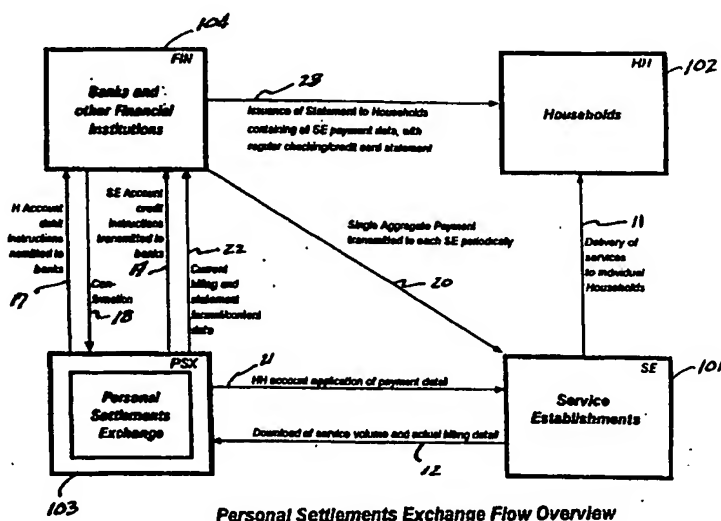 104
FIN
Banks and
other Financial
Institutions
23
Issuance of Statement to Households
containing all SE payment data, with
regular checking/credit card statement
HH
102
Households
H Account
debit
instructions
remitted to
banks
17
Con-
firmation
18
SE Account
credit
instructions
transmitted to
banks
19
22
Current
billing and
statement
format/content
data
Single Aggregate Payment
transmitted to each SE periodically
20
11
Delivery of
services
to individual
Households
PSX
Personal
Settlements
Exchange
103
21
HH account application of payment detail
Download of service volume and actual billing detail
12
SE
101
Service
Establishments
Personal Settlements Exchange Flow Overview